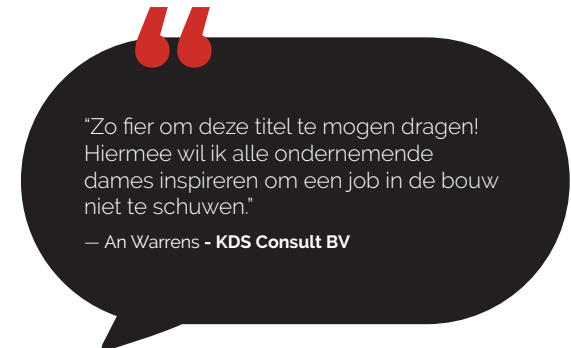 “Zo fier om deze titel te mogen dragen!
Hiermee wil ik alle ondernemende
dames inspireren om een job in de bouw
niet te schuwen.”
— An Warrens - KDS Consult BV